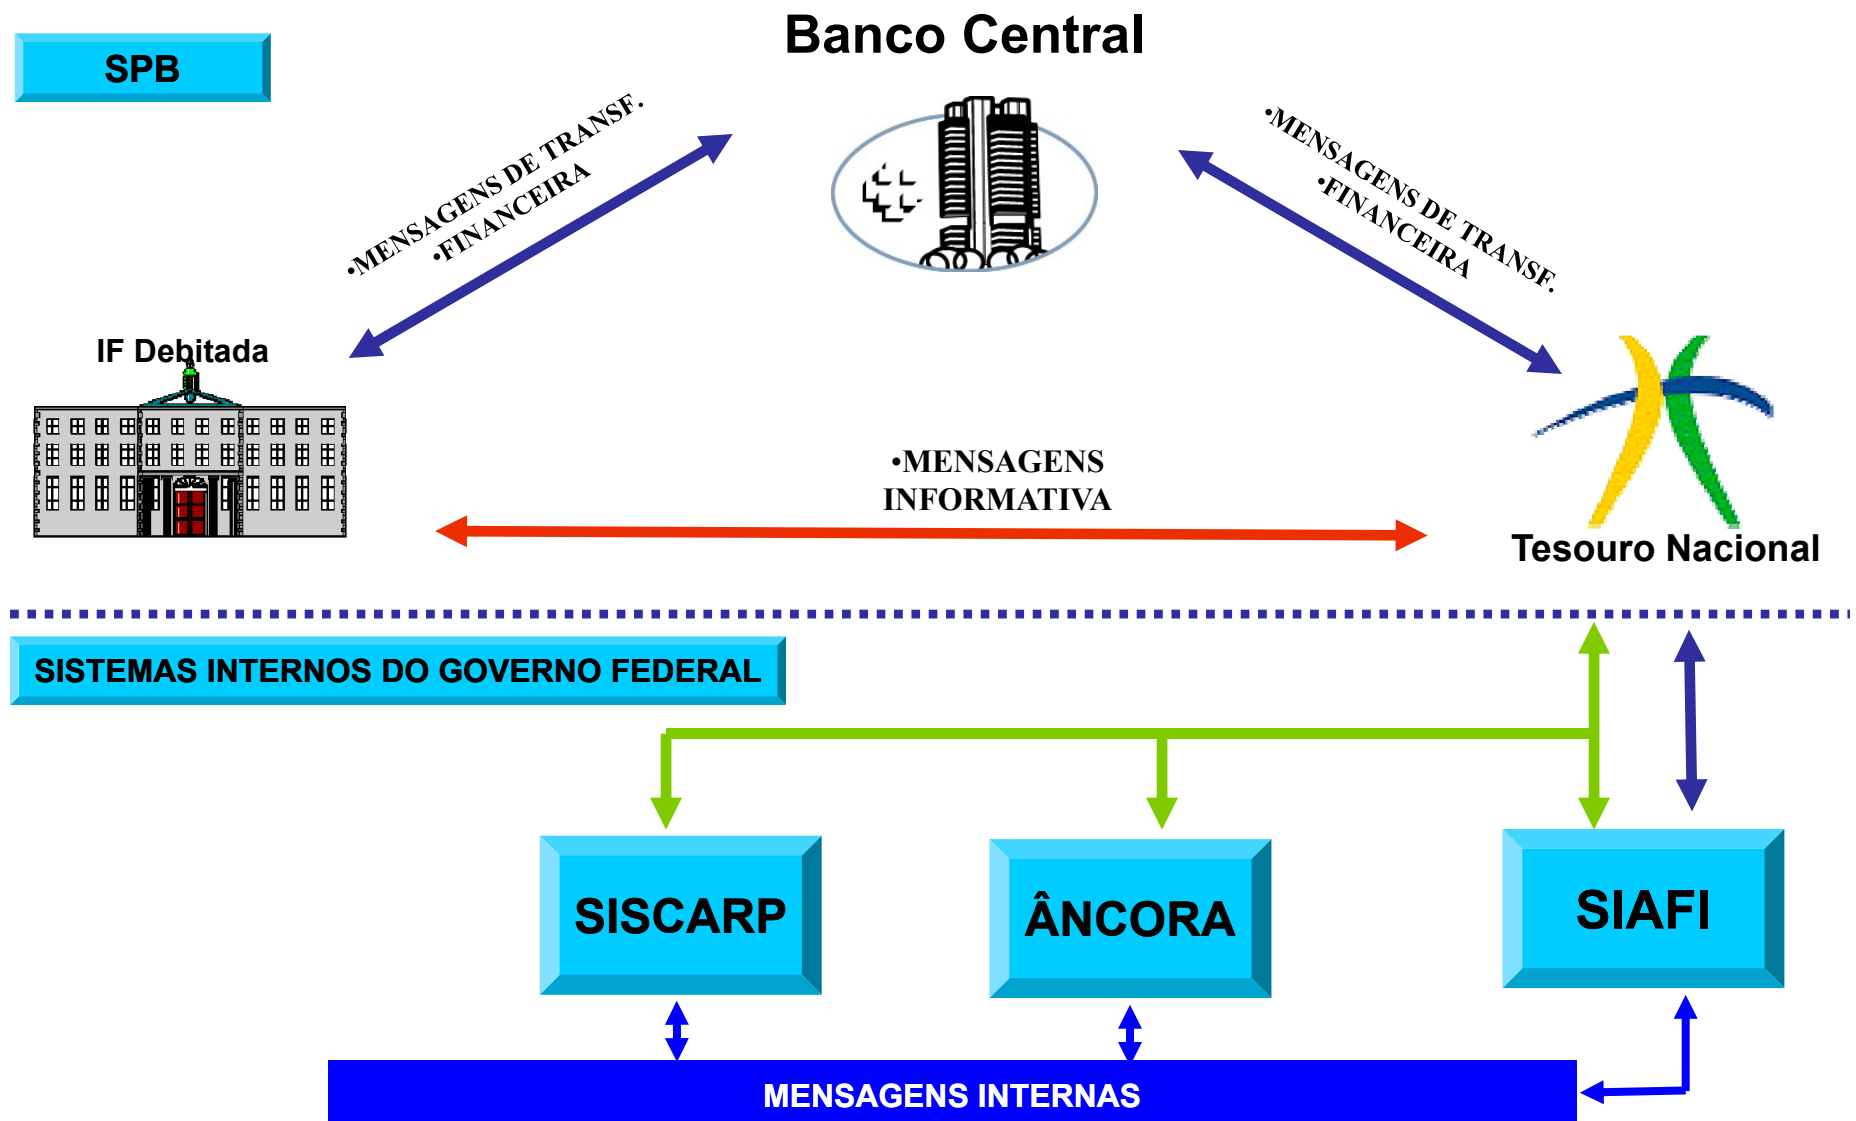 Banco Central
SPB
•MENSAGENS DE TRANSF.
•FINANCEIRA
•MENSAGENS DE TRANSF.
•FINANCEIRA
IF Debitada
•MENSAGENS
INFORMATIVA
Tesouro Nacional
SISTEMAS INTERNOS DO GOVERNO FEDERAL
SISCARP
ÂNCORA
SIAFI
MENSAGENS INTERNAS